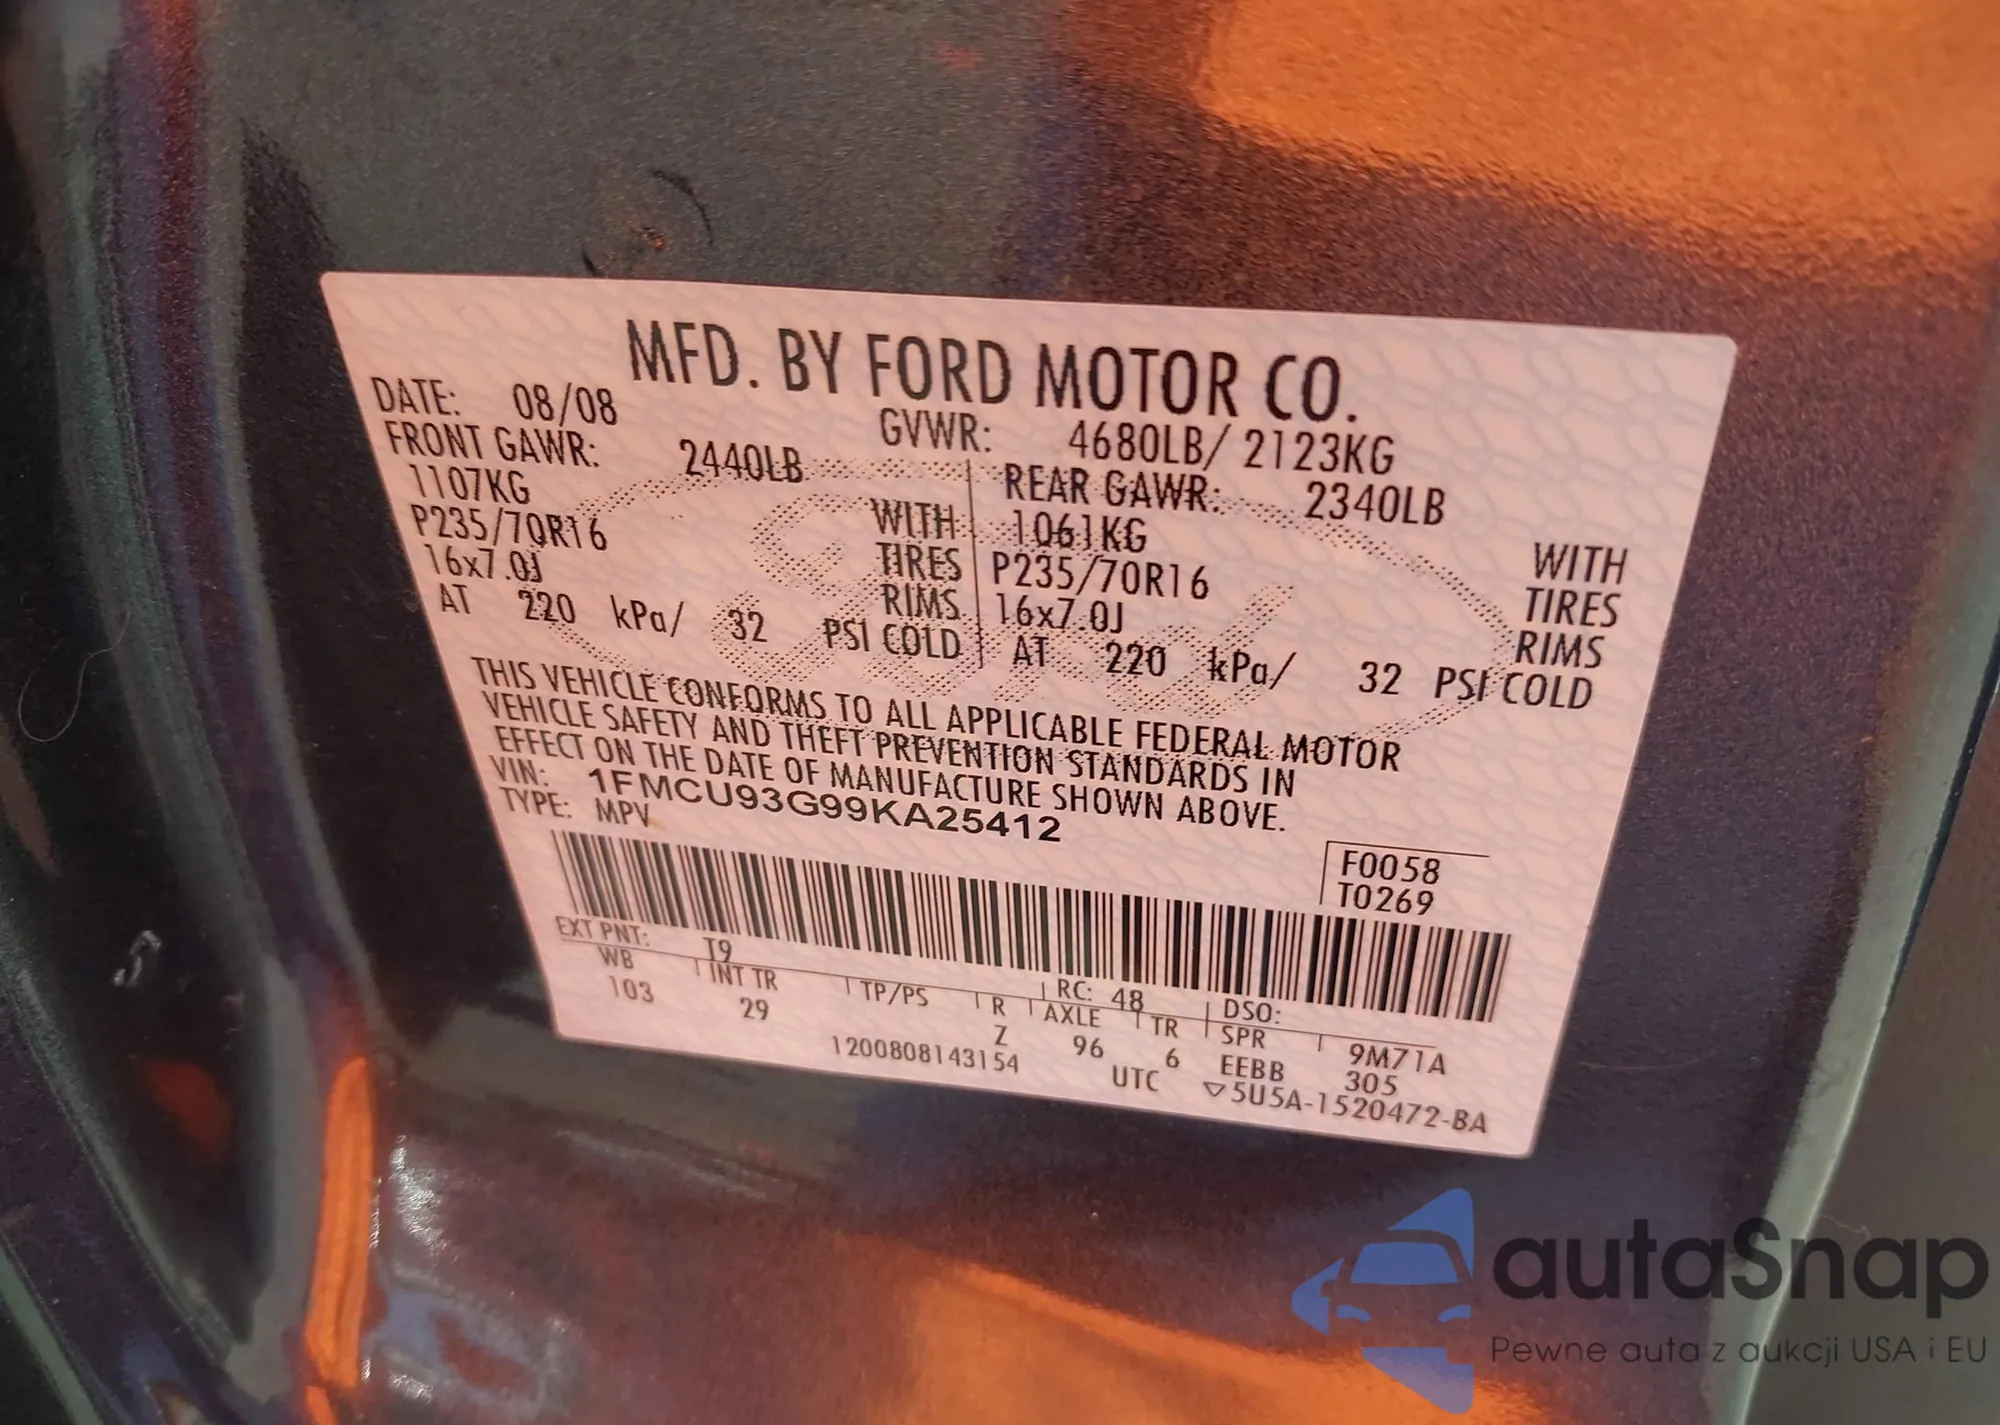 MFD. BY FORD MOTOR CO.
DATE: 08/08 GVWR: 4680LB/ 2123KG
FRONT GAWR: 2440LB REAR GAWR: 2340LB
1107KG WITH 1061KG WITH
P235/70R16 TIRES P235/70R16 TIRES
16x7.0J RIMS 16x7.0J RIMS
AT 220 kPa/ 32 PSI COLD AT 220 kPa/ 32 PSI COLD
THIS VEHICLE CONFORMS TO ALL APPLICABLE FEDERAL MOTOR
VEHICLE SAFETY AND THEFT PREVENTION STANDARDS IN
EFFECT ON THE DATE OF MANUFACTURE SHOWN ABOVE.
VIN: 1FMCU93G99KA25412
TYPE: MPV
F0058
T0269
EXT PNT: T9 RC: 48 DSO:
WB INT TR TP/PS R AXLE TR SPR 9M71A
103 29 Z 96 6 EEBB 305
1200808143154 UTC ▽5U5A-1520472-BA
autaSnap
Pewne auta z aukcji USA i EU